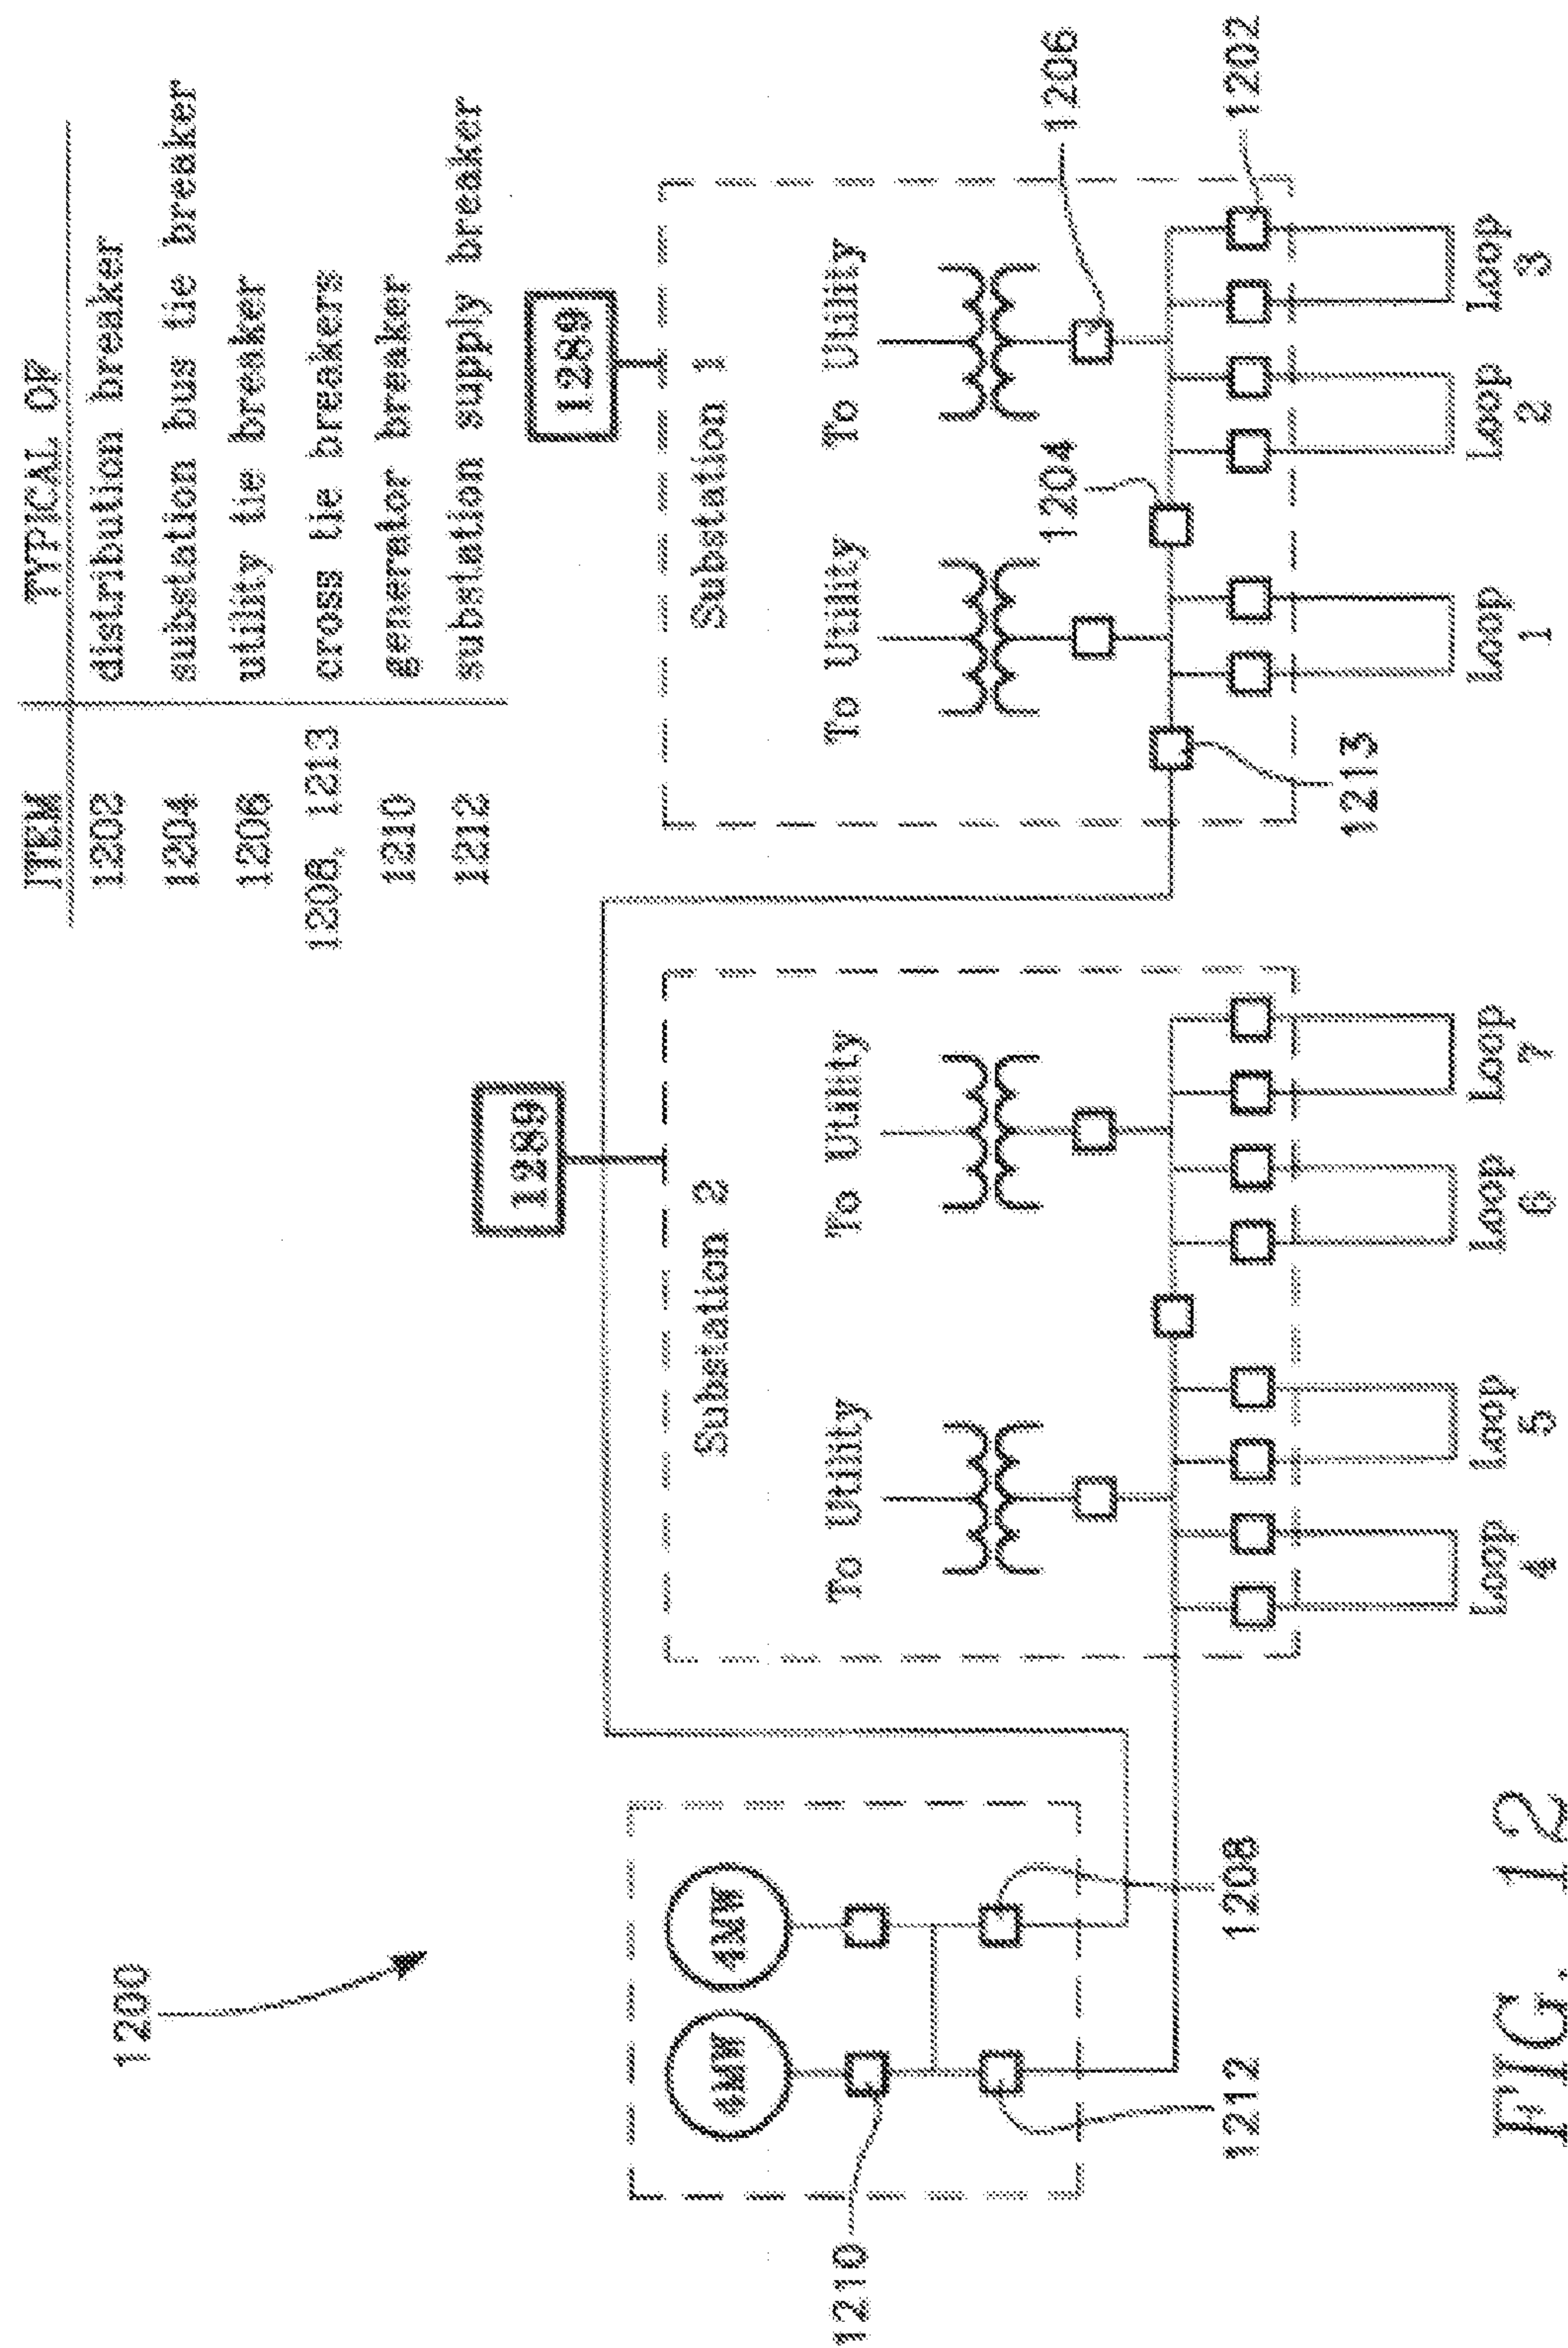 1200
ITEM TYPICAL OF
1202 distribution breaker
1204 substation bus tie breaker
1206 utility tie breaker
1208, 1213 cross tie breakers
1210 generator breaker
1212 substation supply breaker
1289
1289
4MW
4MW
1210
1212
1208
Substation 2
To Utility
To Utility
Loop
4
Loop
5
Loop
6
Loop
7
Substation 1
To Utility
To Utility
1204
1206
1213
1202
Loop
1
Loop
2
Loop
3
FIG. 12